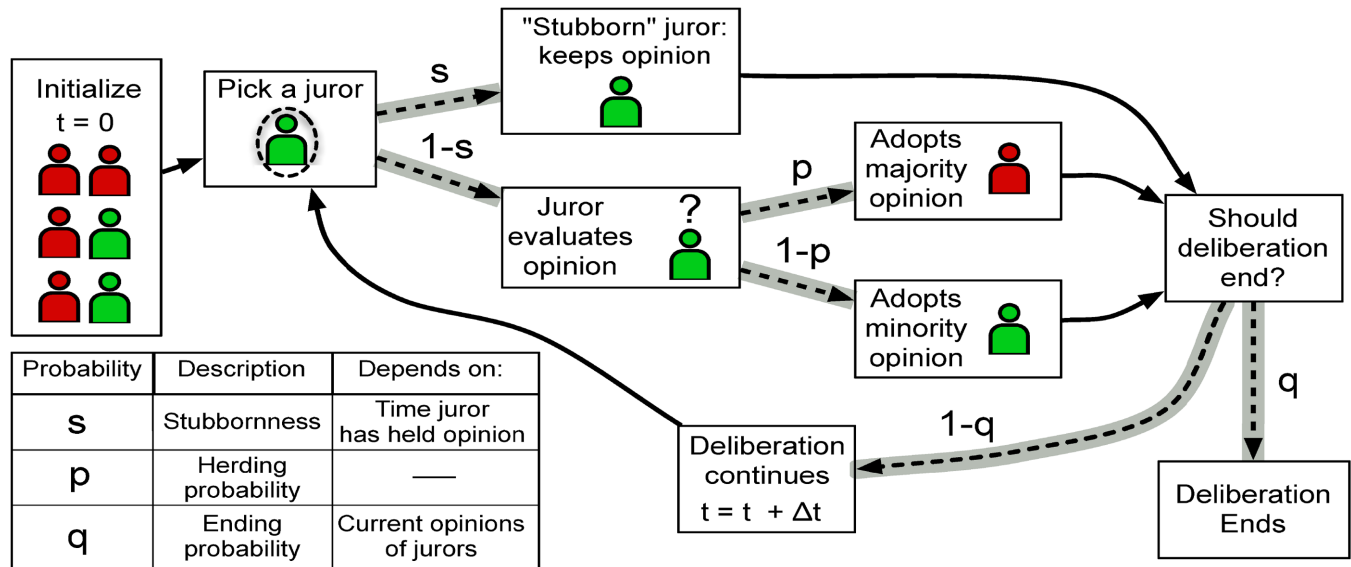 Initialize
t = 0
Pick a juror
s
1-s
"Stubborn" juror:
keeps opinion
Juror
evaluates
opinion
?
p
1-p
Adopts
majority
opinion
Adopts
minority
opinion
Should
deliberation
end?
q
1-q
Deliberation
continues
t = t + Δt
Deliberation
Ends
Probability Description Depends on:
s Stubbornness Time juror
has held opinion
p Herding
probability —
q Ending
probability Current opinions
of jurors